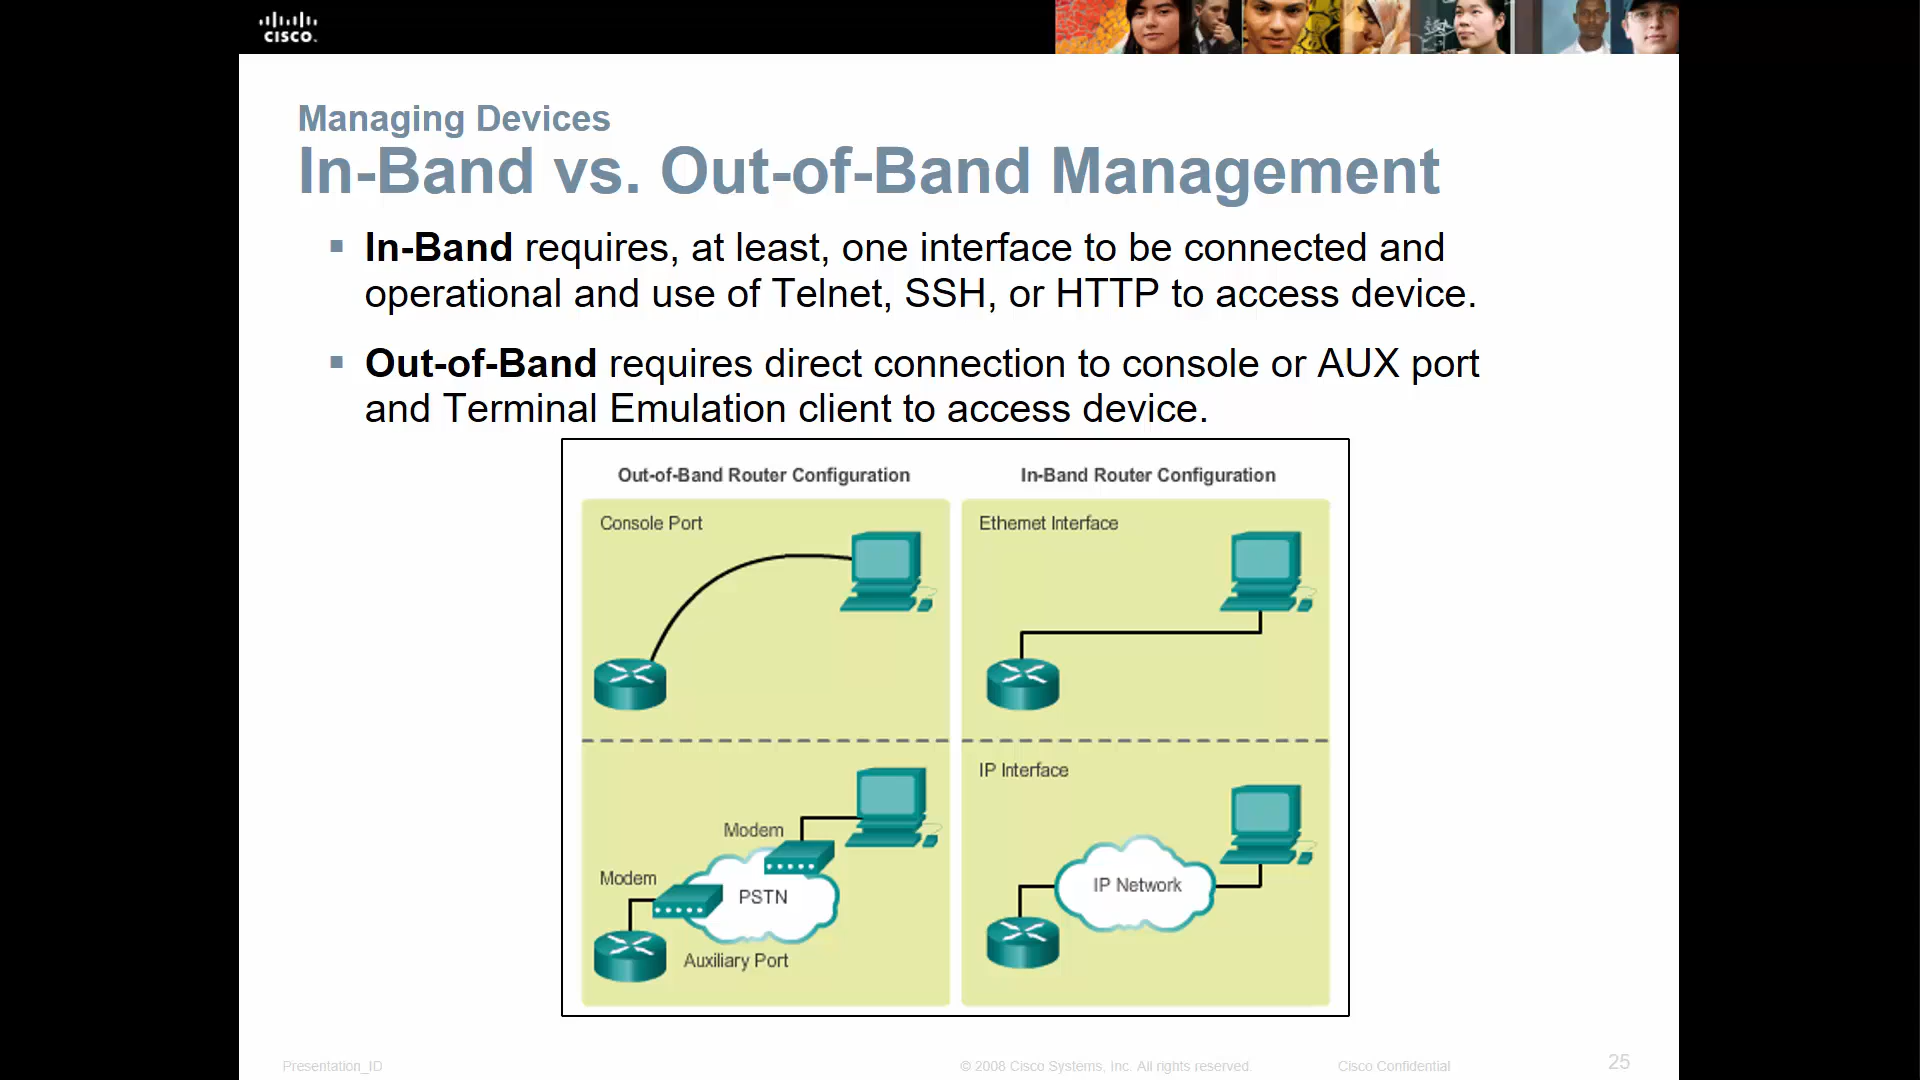 CISCO.
Managing Devices
In-Band vs. Out-of-Band Management
▪ In-Band requires, at least, one interface to be connected and
operational and use of Telnet, SSH, or HTTP to access device.
▪ Out-of-Band requires direct connection to console or AUX port
and Terminal Emulation client to access device.
Out-of-Band Router Configuration
In-Band Router Configuration
Console Port
Ethernet Interface
IP Interface
Modem
Modem
PSTN
IP Network
Auxiliary Port
Presentation_ID
© 2008 Cisco Systems, Inc. All rights reserved.
Cisco Confidential
25